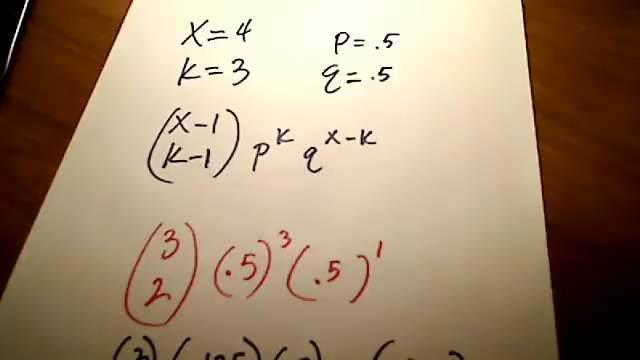 X=4 P=.5
K=3 q=.5
(X-1 K-1) p^K q^X-K
(3 2) (.5)^3 (.5)^1